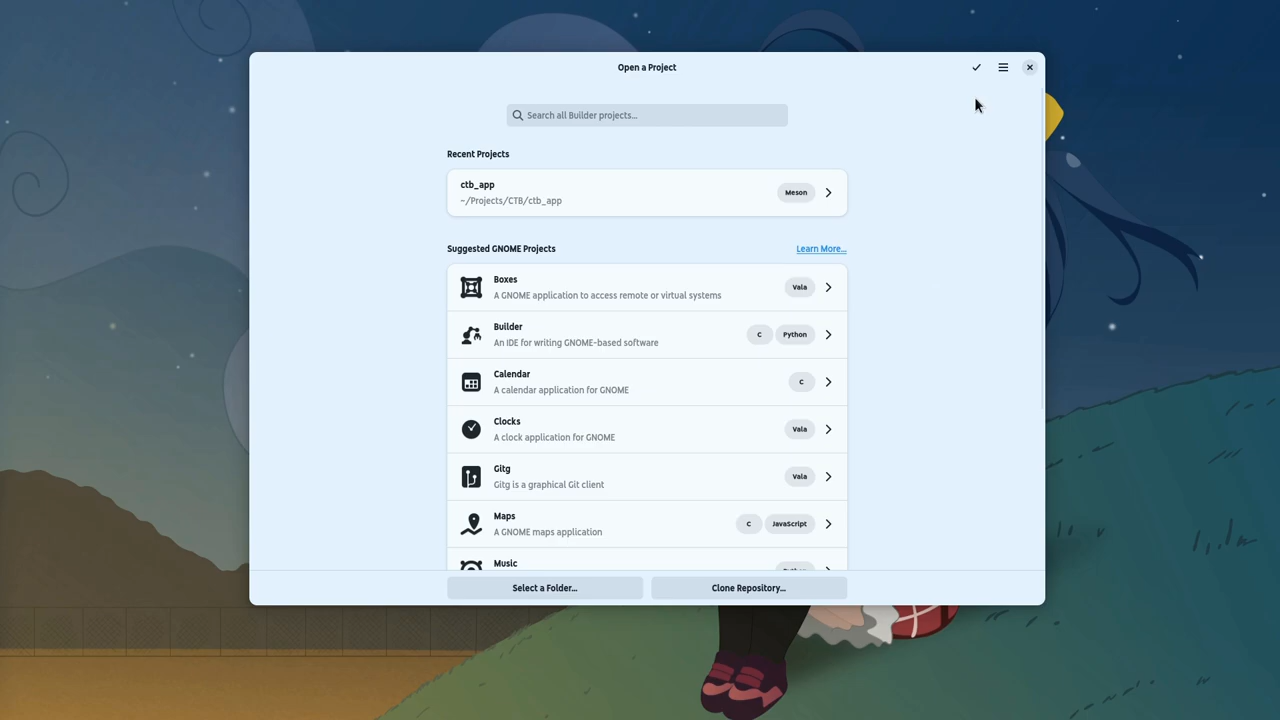 Open a Project
Search all Builder projects...
Recent Projects
ctb_app
~/Projects/CTB/ctb_app
Meson
Suggested GNOME Projects
Learn More...
Boxes
A GNOME application to access remote or virtual systems
Vala
Builder
An IDE for writing GNOME-based software
C
Python
Calendar
A calendar application for GNOME
C
Clocks
A clock application for GNOME
Vala
Gitg
Gitg is a graphical Git client
Vala
Maps
A GNOME maps application
C
JavaScript
Music
Select a Folder...
Clone Repository...